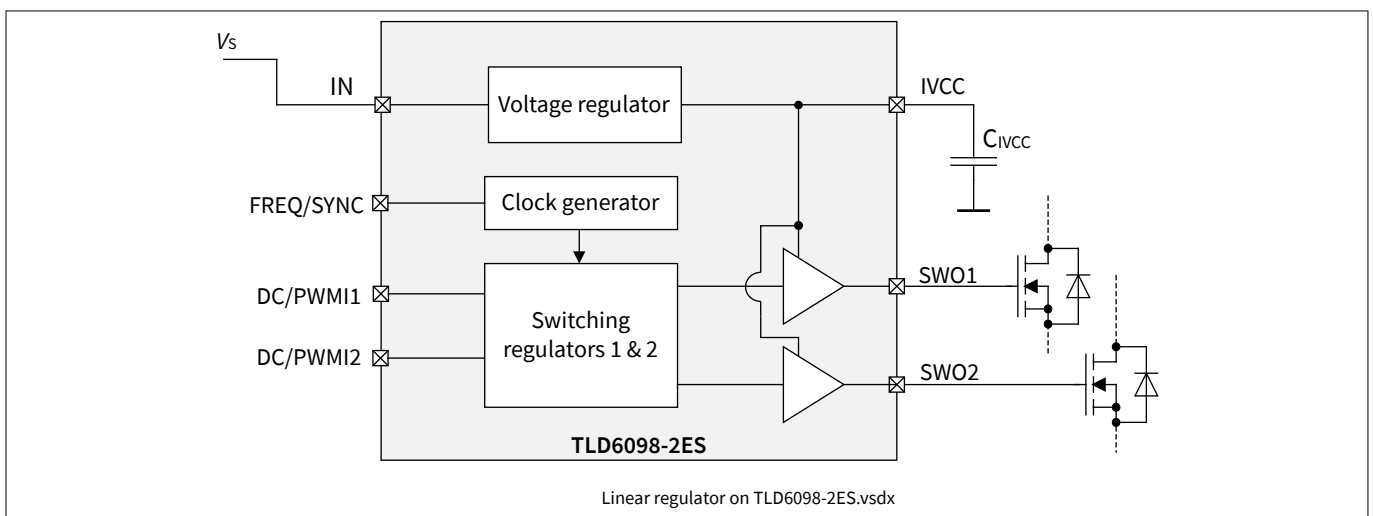 Vs
IN
Voltage regulator
IVCC
CIVCC
FREQ/SYNC
Clock generator
SWO1
DC/PWMI1
Switching
regulators 1 & 2
DC/PWMI2
SWO2
TLD6098-2ES
Linear regulator on TLD6098-2ES.vsdx